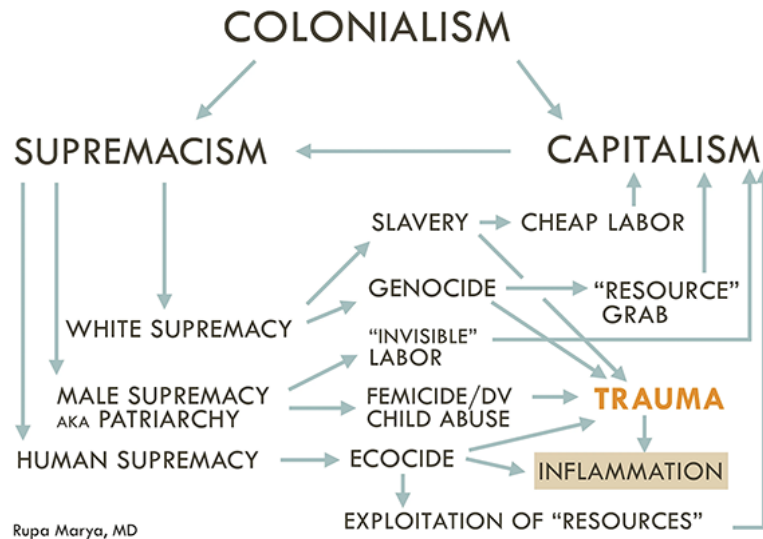 COLONIALISM
SUPREMACISM
CAPITALISM
SLAVERY
CHEAP LABOR
GENOCIDE
“RESOURCE”
GRAB
WHITE SUPREMACY
“INVISIBLE”
LABOR
MALE SUPREMACY
AKA PATRIARCHY
FEMICIDE/DV
CHILD ABUSE
TRAUMA
HUMAN SUPREMACY
ECOCIDE
INFLAMMATION
EXPLOITATION OF “RESOURCES”
Rupa Marya, MD